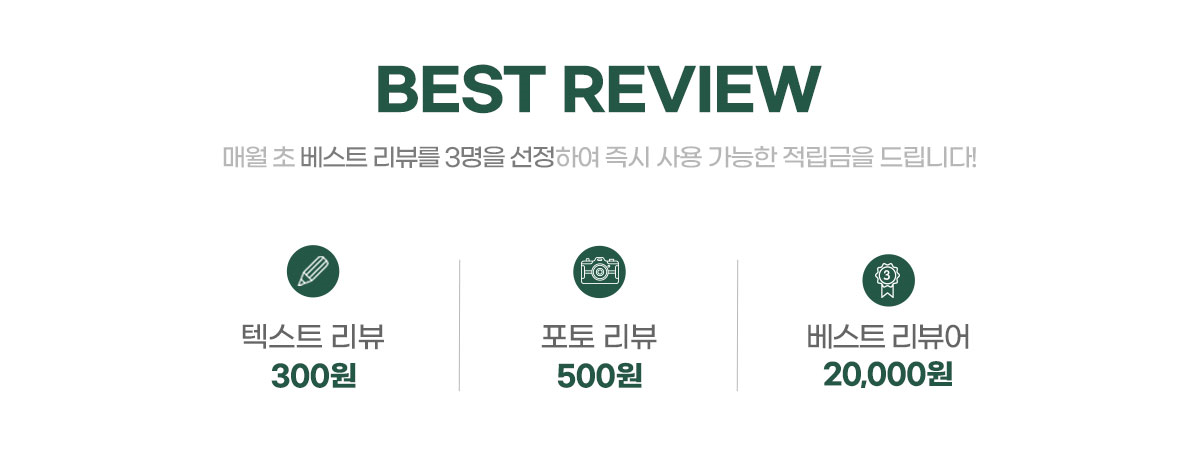 BEST REVIEW
매월 초 베스트 리뷰를 3명을 선정하여 즉시 사용 가능한 적립금을 드립니다!
텍스트 리뷰
300원
포토 리뷰
500원
3
베스트 리뷰어
20,000원